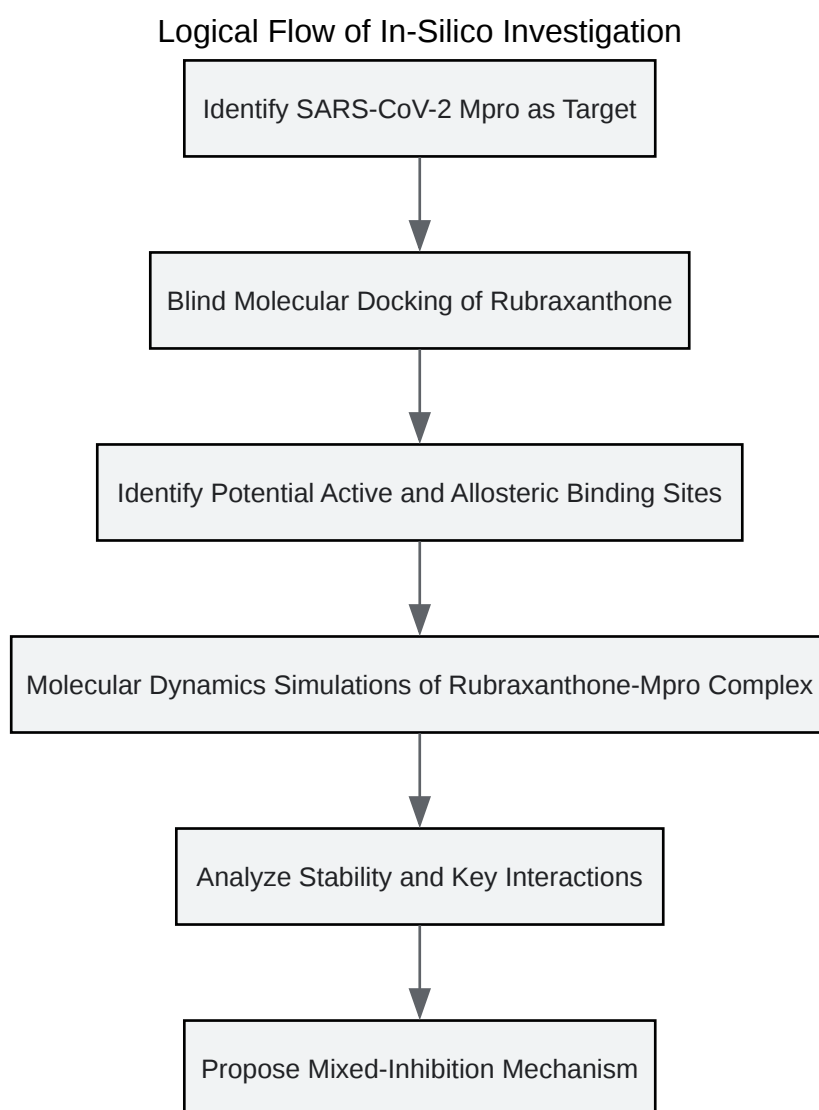 Logical Flow of In-Silico Investigation
Identify SARS-CoV-2 Mpro as Target
Blind Molecular Docking of Rubraxanthone
Identify Potential Active and Allosteric Binding Sites
Molecular Dynamics Simulations of Rubraxanthone-Mpro Complex
Analyze Stability and Key Interactions
Propose Mixed-Inhibition Mechanism